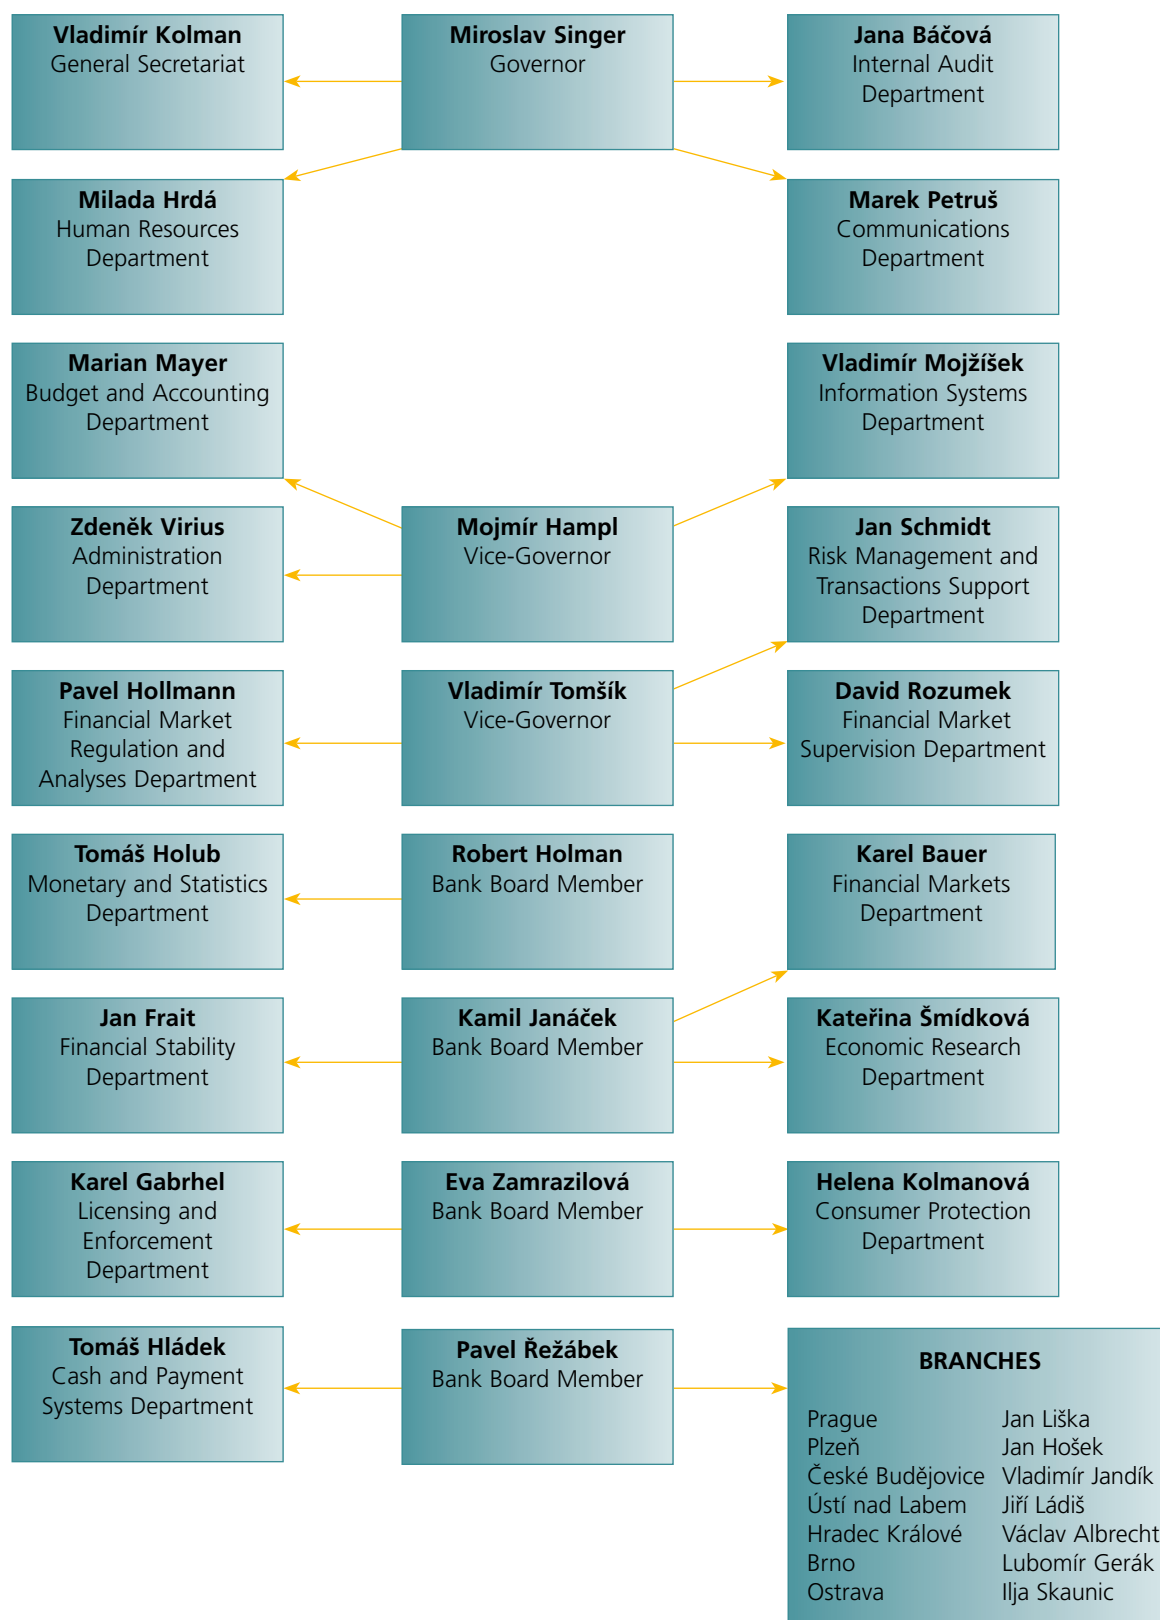 Vladimír Kolman
General Secretariat
Miroslav Singer
Governor
Jana Báčová
Internal Audit
Department
Milada Hrdá
Human Resources
Department
Marek Petruš
Communications
Department
Marian Mayer
Budget and Accounting
Department
Vladimír Mojžíšek
Information Systems
Department
Zdeněk Virius
Administration
Department
Mojmír Hampl
Vice-Governor
Jan Schmidt
Risk Management and
Transactions Support
Department
Pavel Hollmann
Financial Market
Regulation and
Analyses Department
Vladimír Tomšík
Vice-Governor
David Rozumek
Financial Market
Supervision Department
Tomáš Holub
Monetary and Statistics
Department
Robert Holman
Bank Board Member
Karel Bauer
Financial Markets
Department
Jan Frait
Financial Stability
Department
Kamil Janáček
Bank Board Member
Kateřina Šmídková
Economic Research
Department
Karel Gabrhel
Licensing and
Enforcement
Department
Eva Zamrazilová
Bank Board Member
Helena Kolmanová
Consumer Protection
Department
Tomáš Hládek
Cash and Payment
Systems Department
Pavel Řežábek
Bank Board Member
BRANCHES
Prague Jan Liška
Plzeň Jan Hošek
České Budějovice Vladimír Jandík
Ústí nad Labem Jiří Ládiš
Hradec Králové Václav Albrecht
Brno Lubomír Gerák
Ostrava Ilja Skaunic